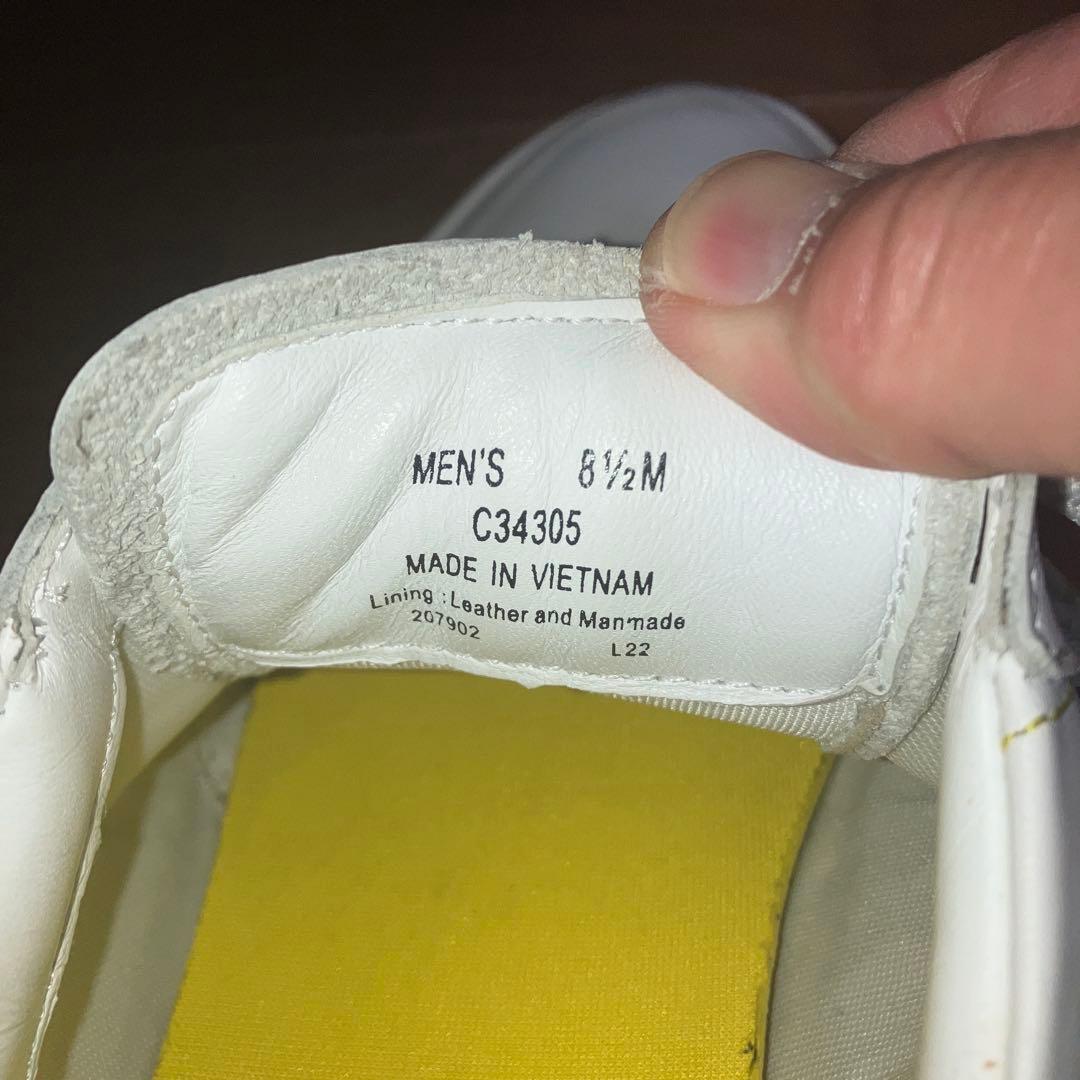 MEN'S 8½M
C34305
MADE IN VIETNAM
Lining : Leather and Manmade
207902
L22